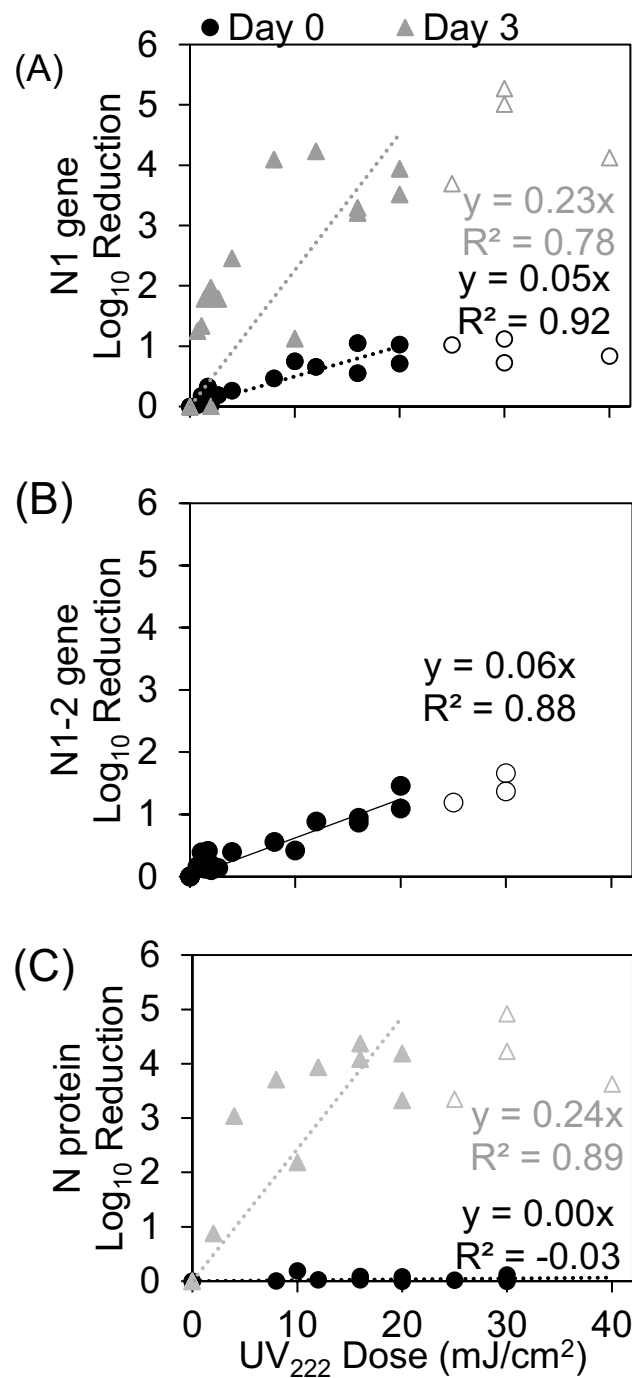 Day 0 Day 3
(A)
N1 gene
Log₁₀ Reduction
6
5
4
3
2
1
0
y = 0.23x
R² = 0.78
y = 0.05x
R² = 0.92
(B)
N1-2 gene
Log₁₀ Reduction
6
5
4
3
2
1
0
y = 0.06x
R² = 0.88
(C)
N protein
Log₁₀ Reduction
6
5
4
3
2
1
0
y = 0.24x
R² = 0.89
y = 0.00x
R² = -0.03
0 10 20 30 40
UV₂₂₂ Dose (mJ/cm²)